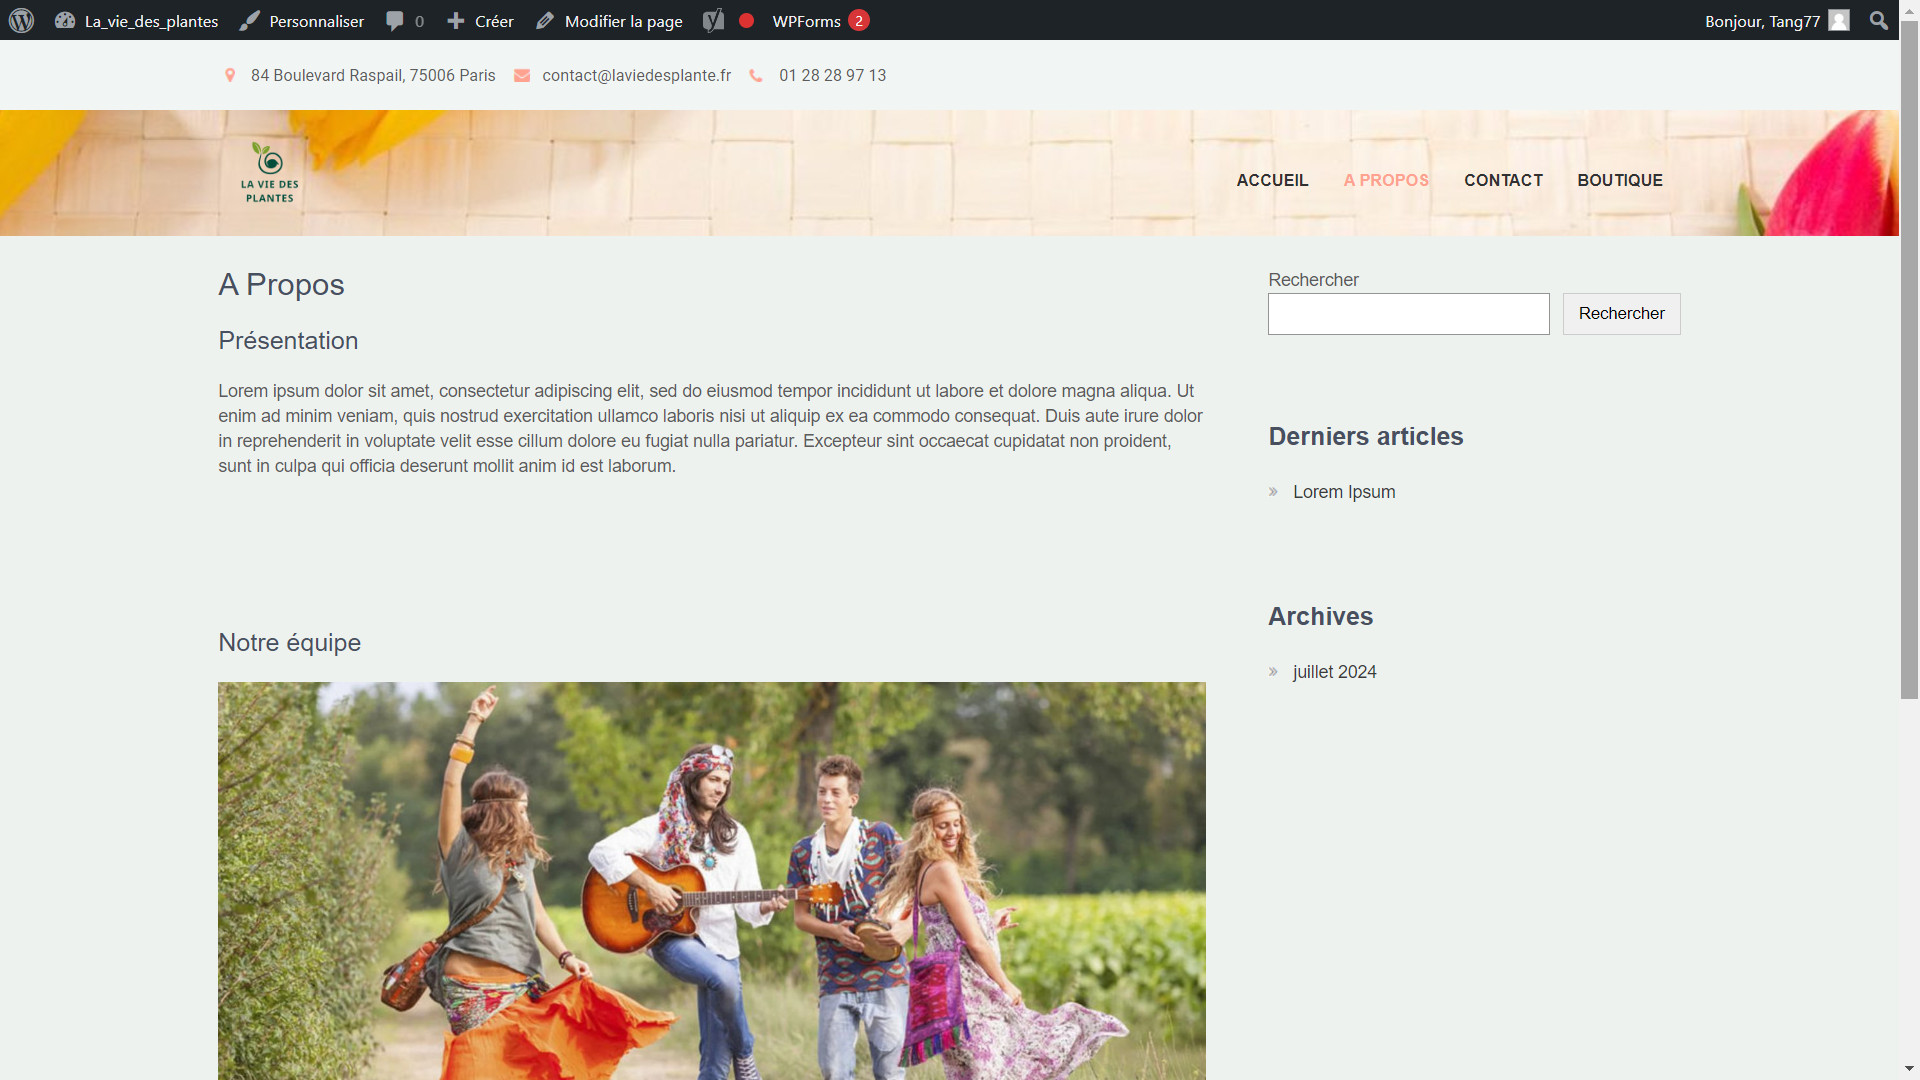 La_vie_des_plantes Personnaliser 0 Créer Modifier la page WPForms 2 Bonjour, Tang77
84 Boulevard Raspail, 75006 Paris contact@laviedesplante.fr 01 28 28 97 13
LA VIE DES
PLANTES
ACCUEIL A PROPOS CONTACT BOUTIQUE
A Propos
Présentation
Lorem ipsum dolor sit amet, consectetur adipiscing elit, sed do eiusmod tempor incididunt ut labore et dolore magna aliqua. Ut
enim ad minim veniam, quis nostrud exercitation ullamco laboris nisi ut aliquip ex ea commodo consequat. Duis aute irure dolor
in reprehenderit in voluptate velit esse cillum dolore eu fugiat nulla pariatur. Excepteur sint occaecat cupidatat non proident,
sunt in culpa qui officia deserunt mollit anim id est laborum.
Notre équipe
Rechercher
Rechercher
Derniers articles
» Lorem Ipsum
Archives
» juillet 2024